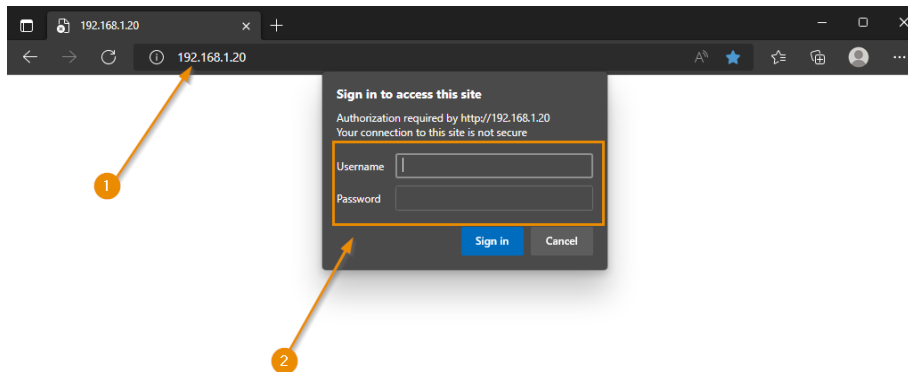 192.168.1.20
192.168.1.20
Sign in to access this site
Authorization required by http://192.168.1.20
Your connection to this site is not secure
Username
Password
Sign in Cancel
1
2